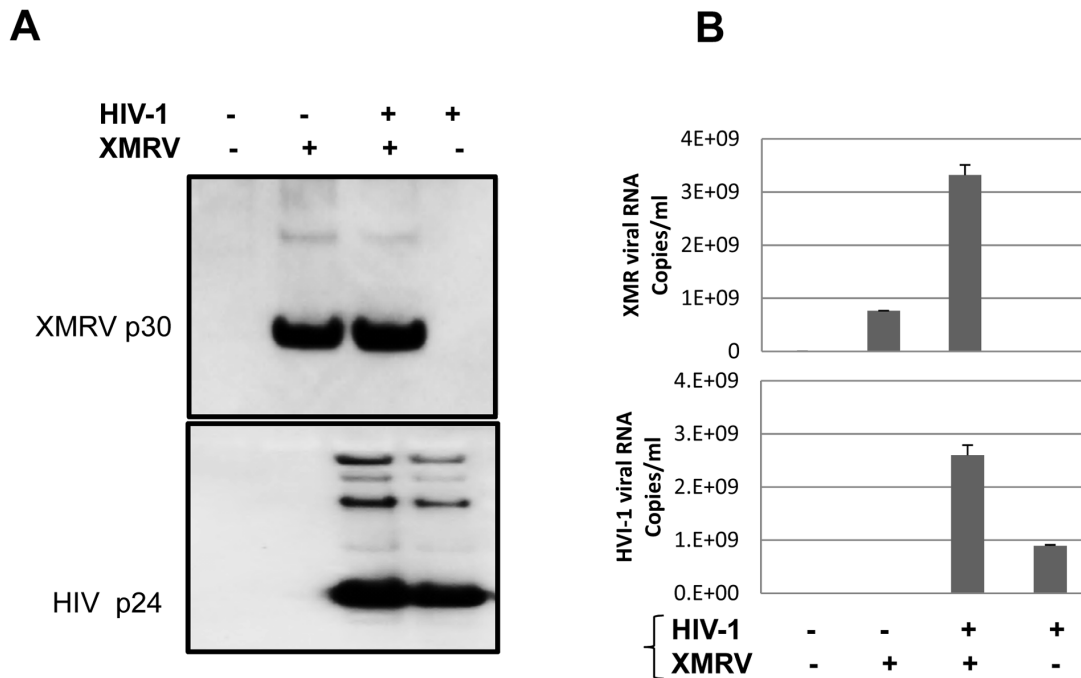 A
HIV-1 - - + +
XMRV - + + -
XMRV p30
HIV p24
B
XMR viral RNA
Copies/ml
4E+09
3E+09
2E+09
1E+09
0
HVI-1 viral RNA
Copies/ml
4.E+09
3.E+09
2.E+09
1.E+09
0.E+00
HIV-1 - - + +
XMRV - + + -